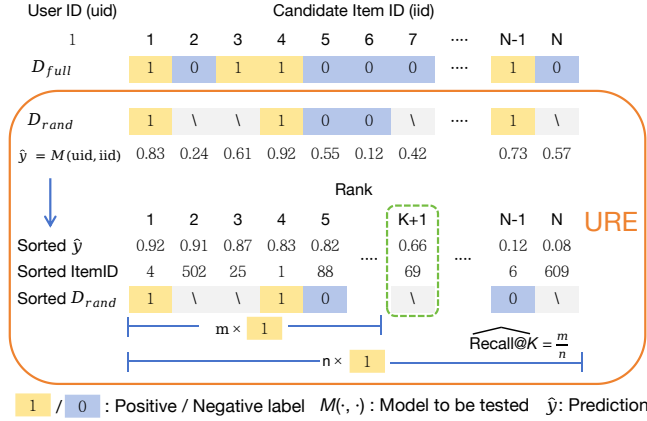 User ID (uid) Candidate Item ID (iid)
1 1 2 3 4 5 6 7 ···· N-1 N
D_full 1 0 1 1 0 0 0 ···· 1 0
D_rand 1 \ \ 1 0 0 \ ···· 1 \
ŷ = M(uid, iid) 0.83 0.24 0.61 0.92 0.55 0.12 0.42 0.73 0.57
Rank
1 2 3 4 5 K+1 N-1 N URE
Sorted ŷ 0.92 0.91 0.87 0.83 0.82 ···· 0.66 ···· 0.12 0.08
Sorted ItemID 4 502 25 1 88 69 6 609
Sorted D_rand 1 \ \ 1 0 \ 0 \
m × 1
Recall@K = m/n
n × 1
1 / 0 : Positive / Negative label M(·, ·) : Model to be tested ŷ: Prediction